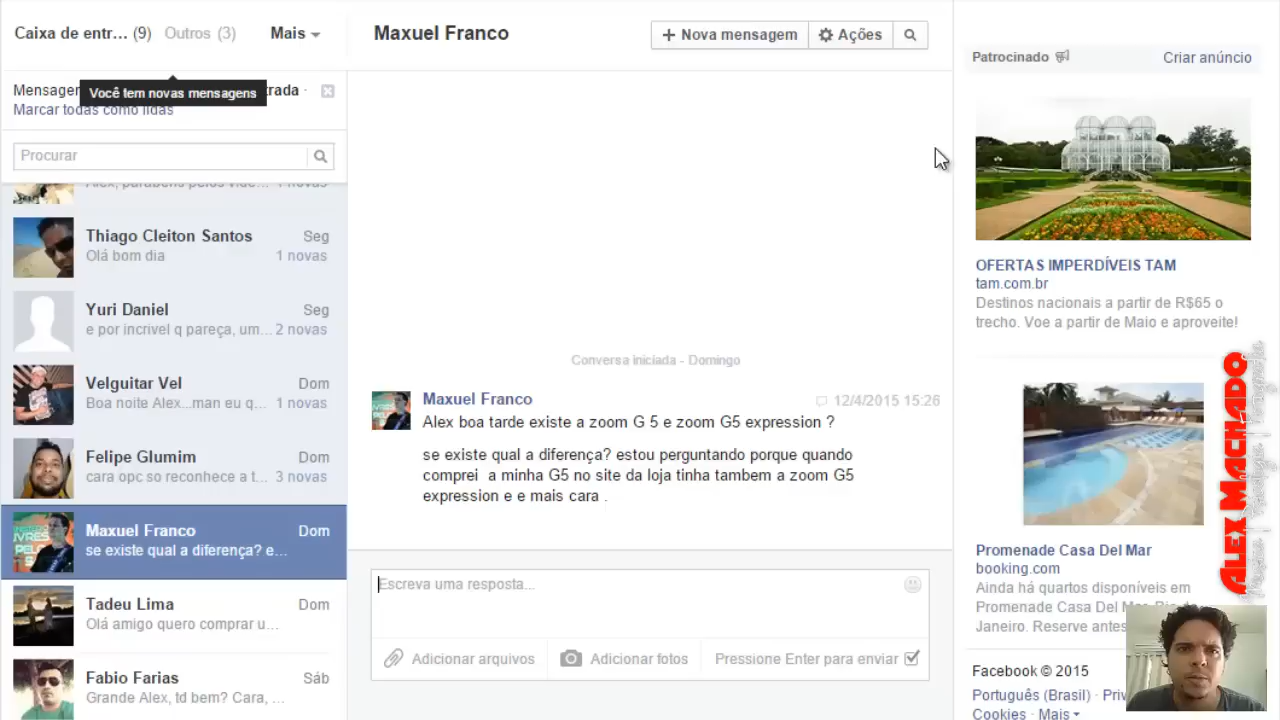 Caixa de entr... (9) Outros (3) Mais
Mensagen
trada ·
Você tem novas mensagens
Marcar todas como lidas
Procurar
Alex, parabens pelos vide... 1 novas
Thiago Cleiton Santos Seg
Olá bom dia 1 novas
Yuri Daniel Seg
e por incrivel q pareça, um... 2 novas
Velguitar Vel Dom
Boa noite Alex...man eu q... 1 novas
Felipe Glumim Dom
cara opc so reconhece a t... 3 novas
Maxuel Franco Dom
se existe qual a diferença? e...
Tadeu Lima Dom
Olá amigo quero comprar u...
Fabio Farias Sáb
Grande Alex, td bem? Cara, ...
Maxuel Franco
+ Nova mensagem Ações
Conversa iniciada - Domingo
Maxuel Franco 12/4/2015 15:26
Alex boa tarde existe a zoom G 5 e zoom G5 expression ?
se existe qual a diferença? estou perguntando porque quando
comprei a minha G5 no site da loja tinha tambem a zoom G5
expression e e mais cara .
Escreva uma resposta...
Adicionar arquivos Adicionar fotos Pressione Enter para enviar
Patrocinado Criar anúncio
OFERTAS IMPERDÍVEIS TAM
tam.com.br
Destinos nacionais a partir de R$65 o
trecho. Voe a partir de Maio e aproveite!
Promenade Casa Del Mar
booking.com
Ainda há quartos disponíveis em
Promenade Casa Del Mar,
Janeiro. Reserve antes
Facebook © 2015
Português (Brasil) ·
Cookies · Mais
ALEX MACHADO